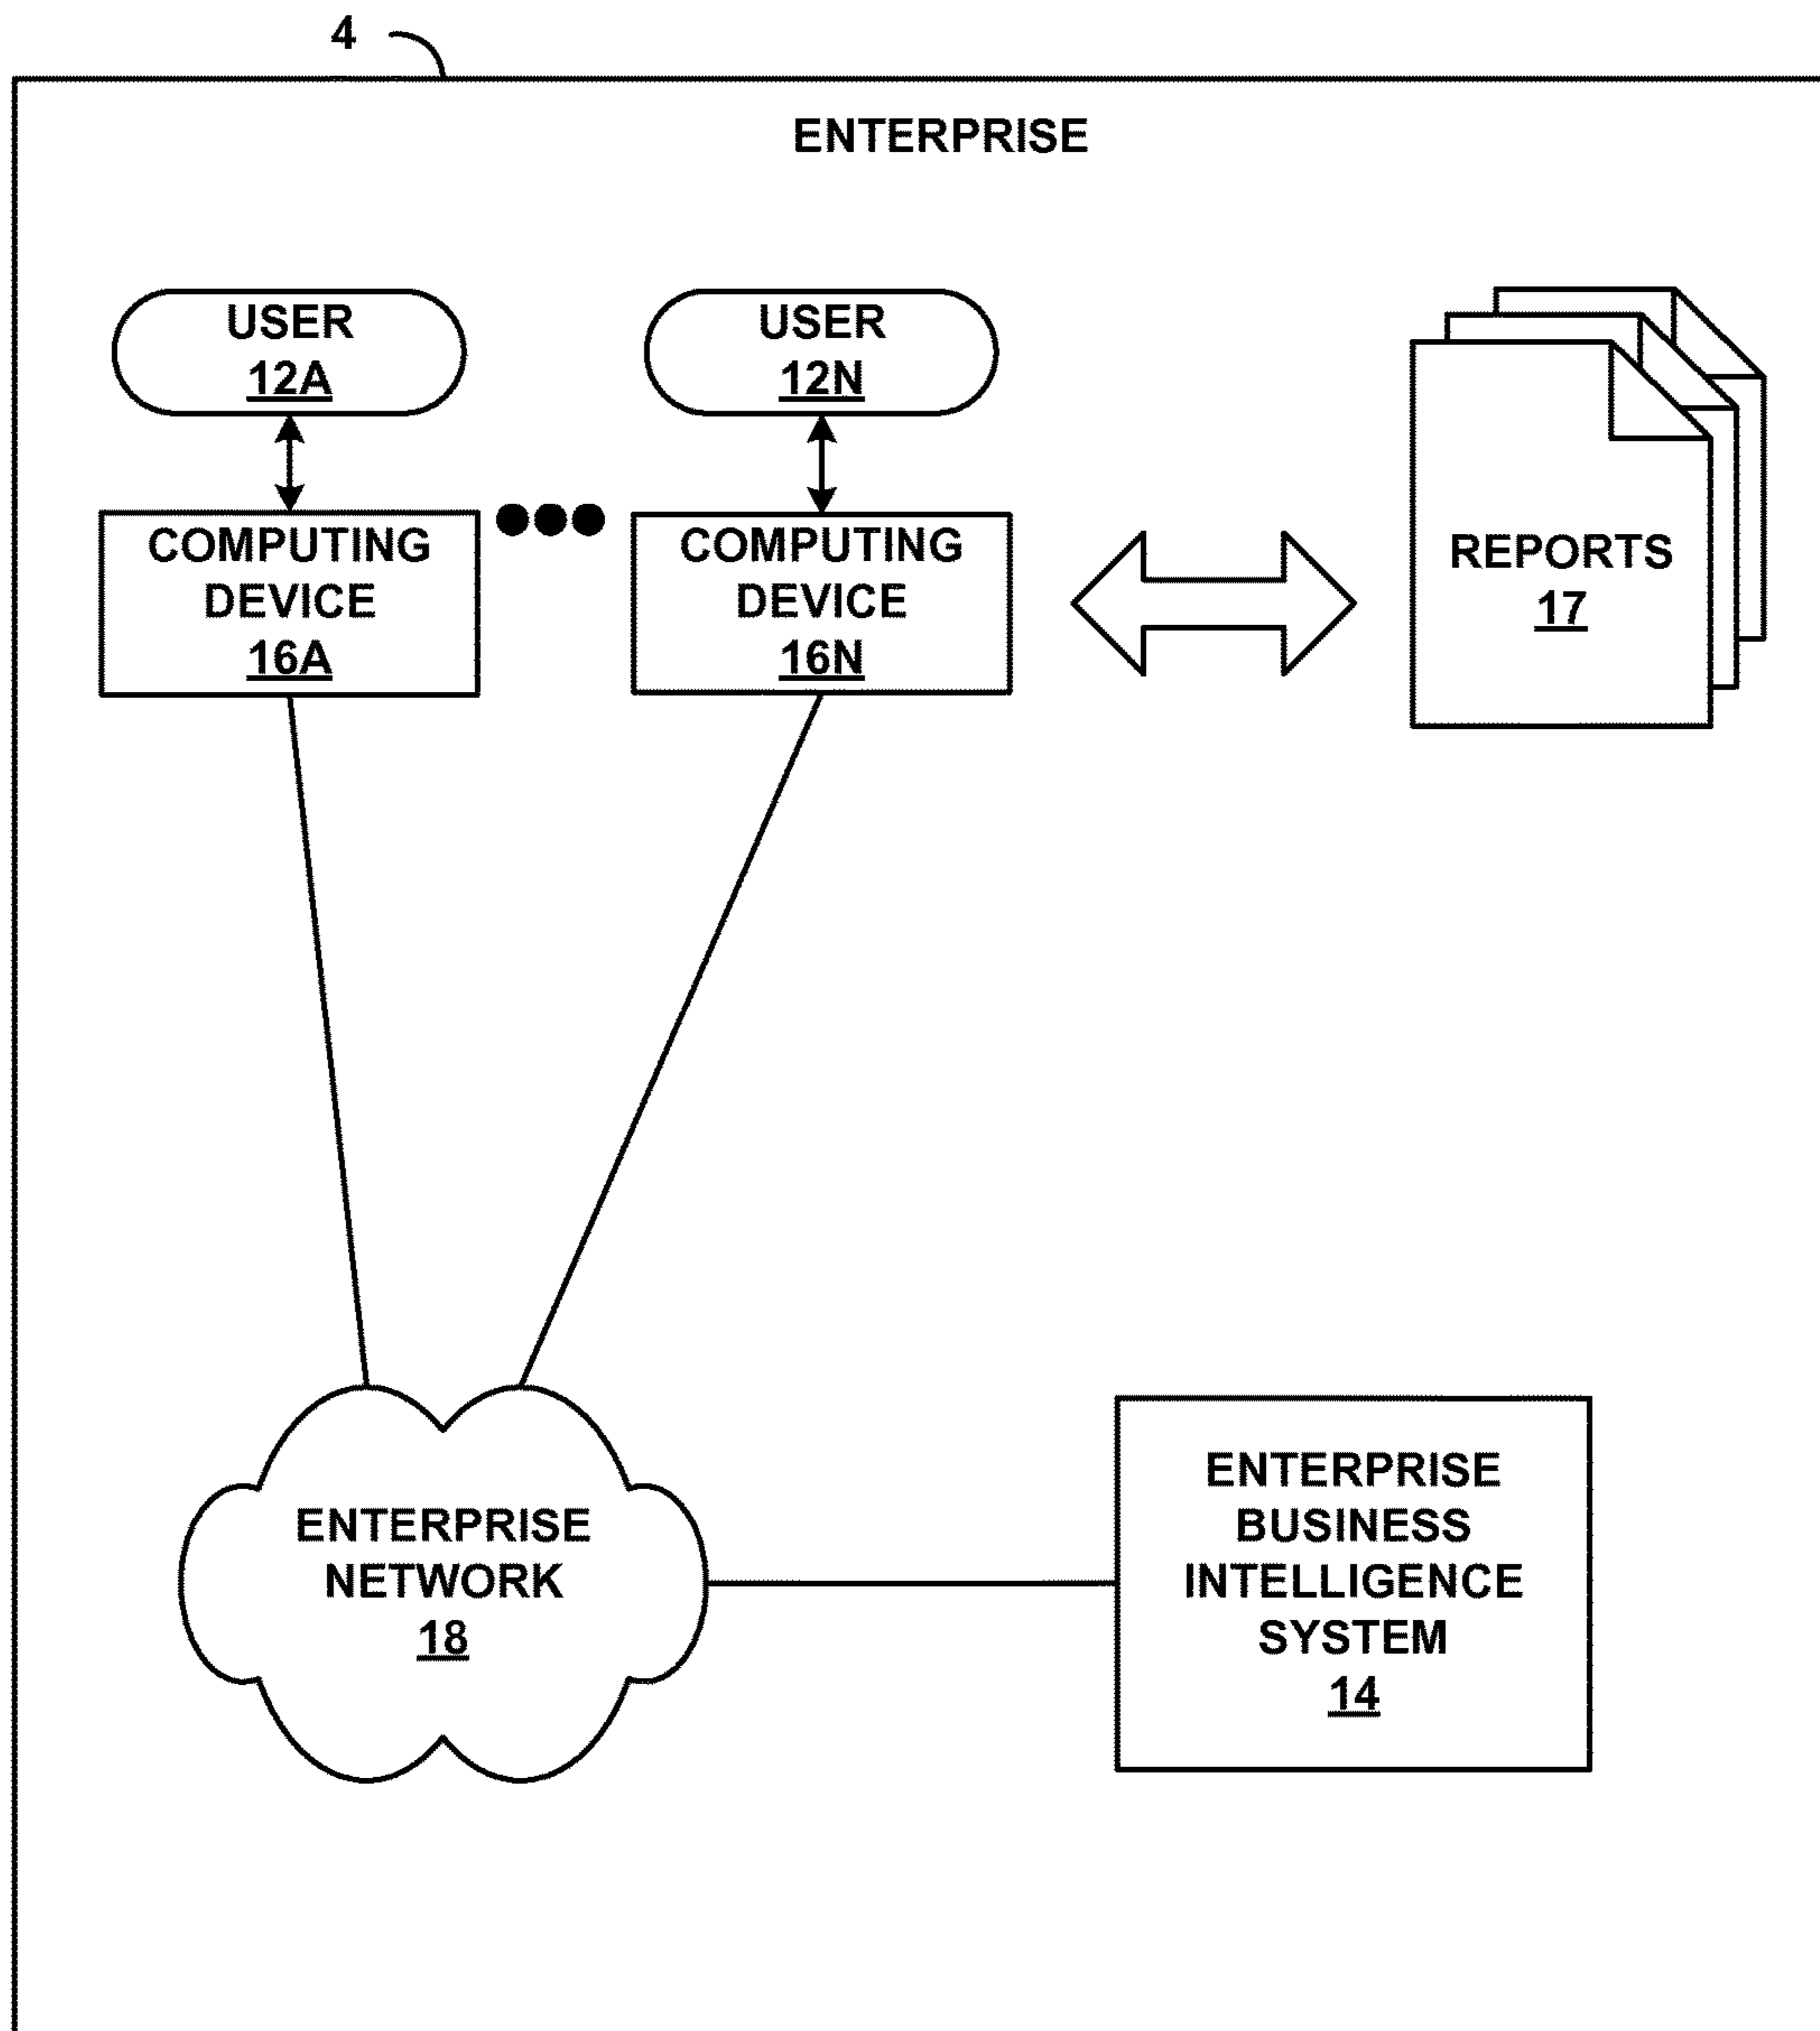 4
ENTERPRISE
USER
12A
USER
12N
COMPUTING
DEVICE
16A
COMPUTING
DEVICE
16N
REPORTS
17
ENTERPRISE
NETWORK
18
ENTERPRISE
BUSINESS
INTELLIGENCE
SYSTEM
14